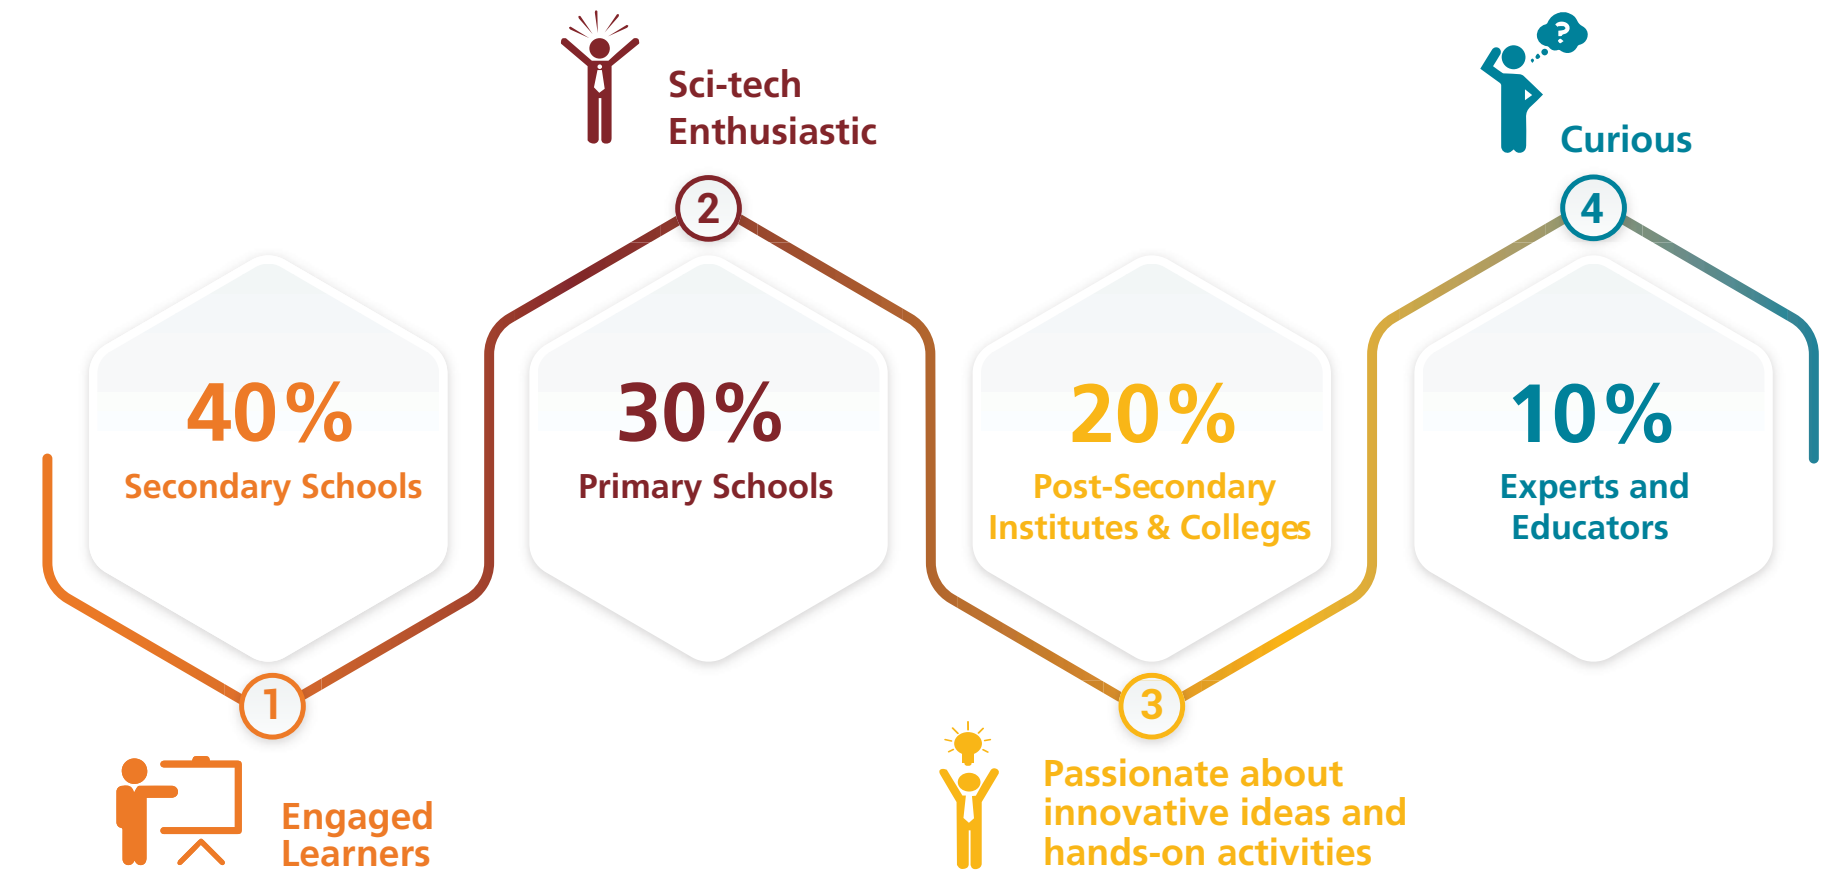 40%
Secondary Schools
1
Engaged
Learners
Sci-tech
Enthusiastic
2
30%
Primary Schools
20%
Post-Secondary
Institutes & Colleges
3
Passionate about
innovative ideas and
hands-on activities
?
Curious
4
10%
Experts and
Educators